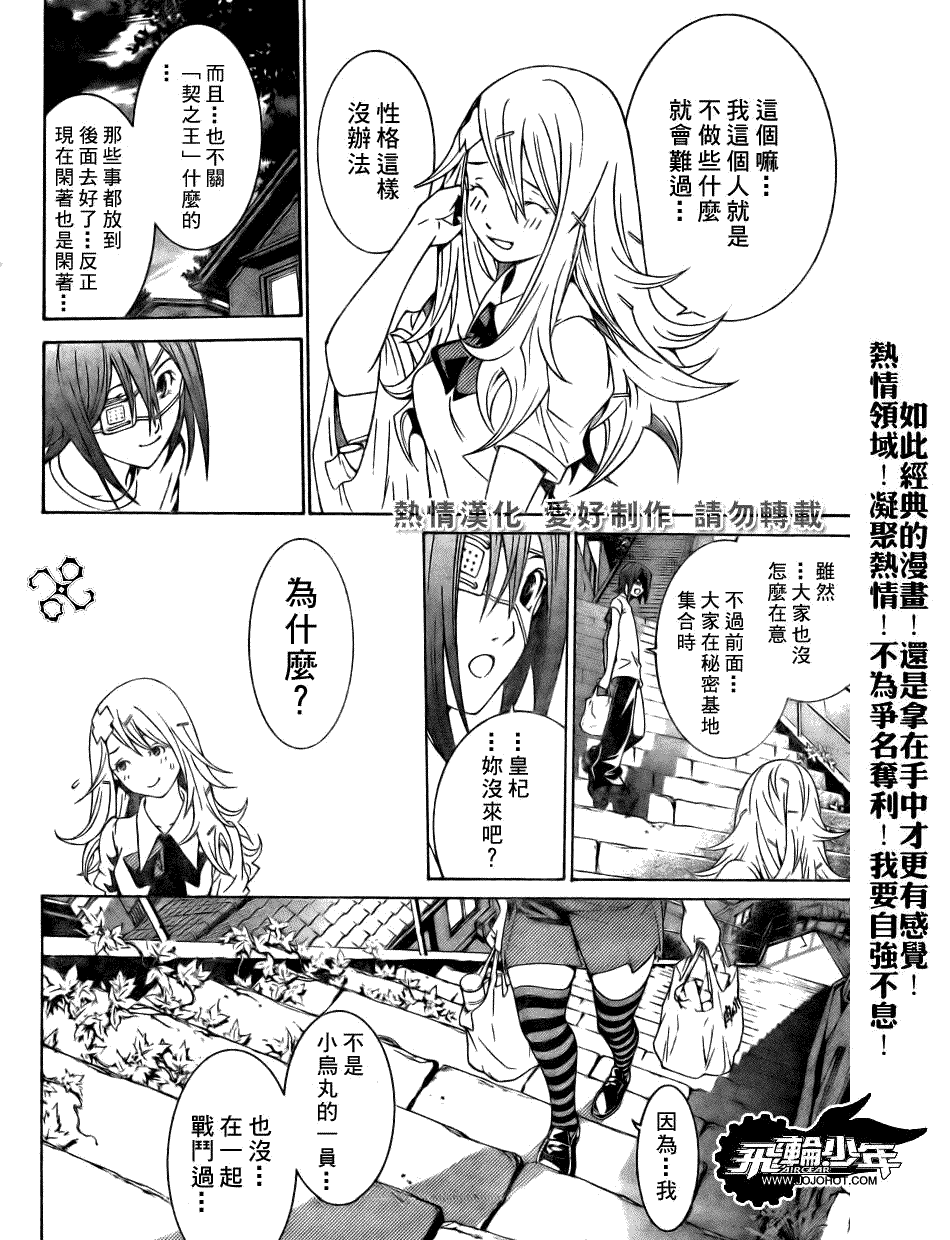 這個嘛…
我這個人就是
不做些什麼
就會難過…
性格這樣
沒辦法
而且…也不關
「契之王」什麼的
…
那些事都放到
後面去好了…反正
現在閑著也是閑著…
熱情漢化 愛好制作 請勿轉載
雖然
…大家也沒
怎麼在意
不過前面…
大家在秘密基地
集合時
…皇杞
…妳沒來吧?
為什麼?
因為…我
不是
小烏丸的一員…
也沒…
在一起
戰鬥過…
如此經典的漫畫!還是拿在手中才更有感覺!
熱情領域!凝聚熱情!不為爭名奪利!我要自強不息!
飛輪少年
AIRGEAR
WWW.JOJOHOT.COM